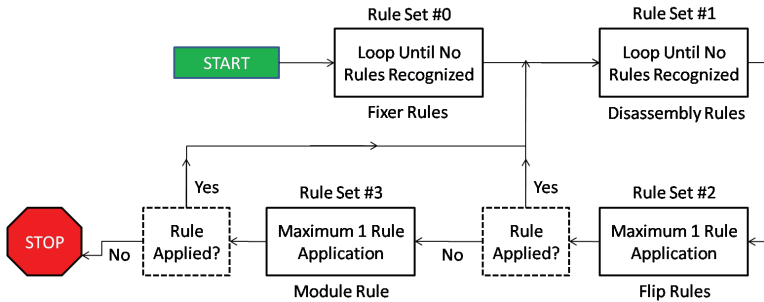 Rule Set #0
Rule Set #1
START
Loop Until No
Rules Recognized
Loop Until No
Rules Recognized
Fixer Rules
Disassembly Rules
Yes
Rule Set #3
Yes
Rule Set #2
STOP
No
Rule
Applied?
Maximum 1 Rule
Application
No
Rule
Applied?
Maximum 1 Rule
Application
Module Rule
Flip Rules